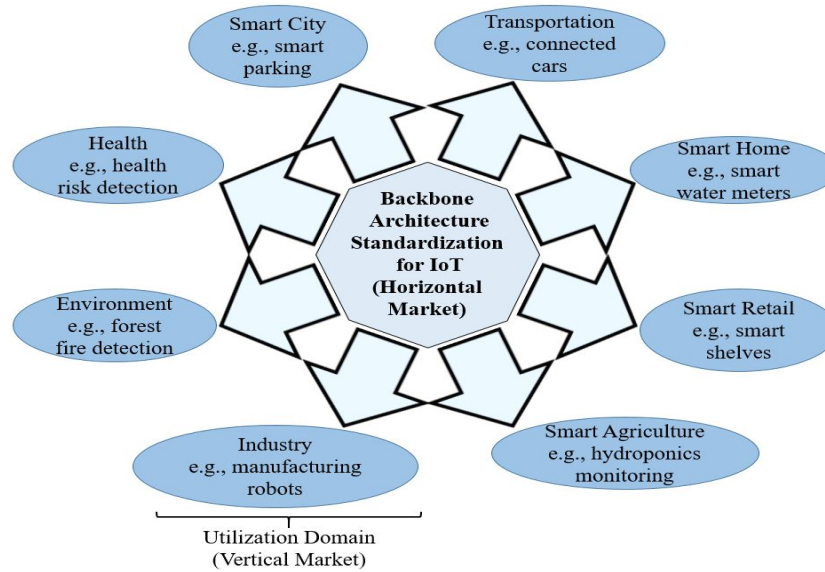 Smart City
e.g., smart
parking
Transportation
e.g., connected
cars
Health
e.g., health
risk detection
Smart Home
e.g., smart
water meters
Backbone
Architecture
Standardization
for IoT
(Horizontal
Market)
Environment
e.g., forest
fire detection
Smart Retail
e.g., smart
shelves
Industry
e.g., manufacturing
robots
Smart Agriculture
e.g., hydroponics
monitoring
Utilization Domain
(Vertical Market)